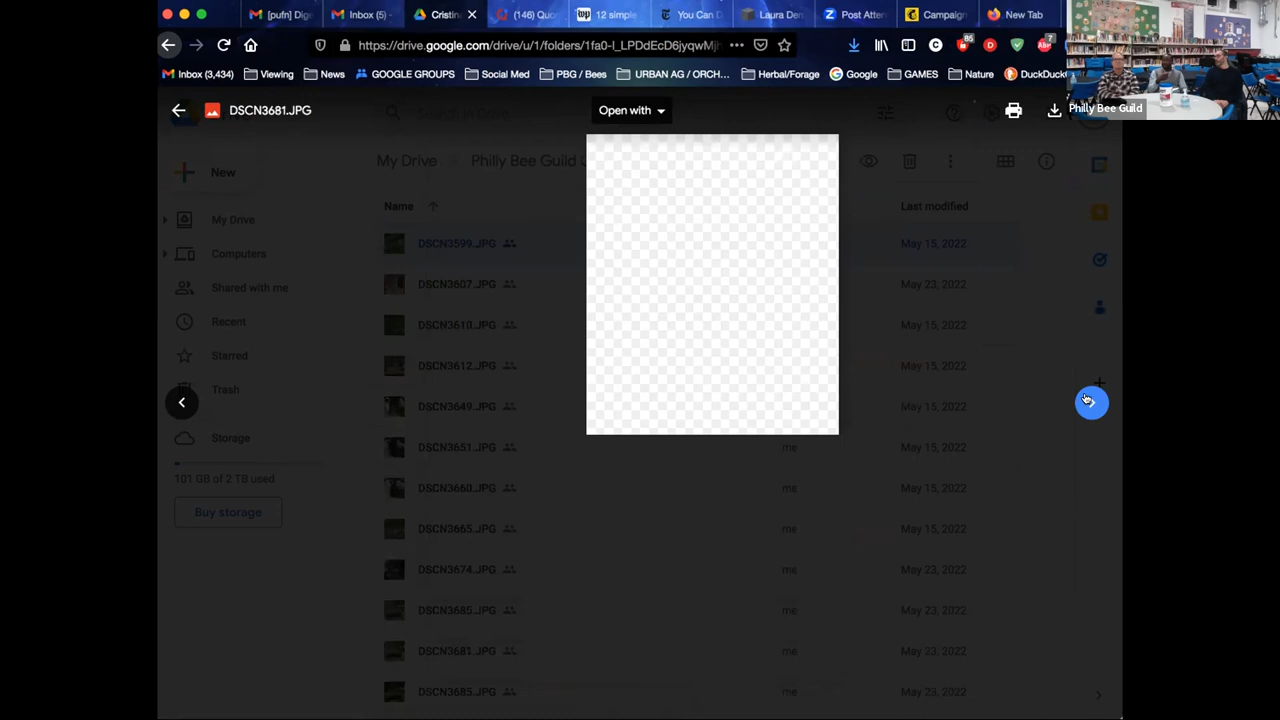 [pufn] Dige
Inbox (5) -
Cristin
(146) Quo
12 simple
You Can D
Laura Den
Post Atten
Campaign
New Tab
https://drive.google.com/drive/u/1/folders/1fa0-l_LPDdEcD6jyqwMjh
85
7
Inbox (3,434)
Viewing
News
GOOGLE GROUPS
Social Med
PBG / Bees
URBAN AG / ORCH…
Herbal/Forage
Google
GAMES
Nature
DuckDuck
Philly Bee Guild
DSCN3681.JPG
Open with
My Drive
Philly Bee Guild
New
Name
Last modified
My Drive
Computers
Shared with me
Recent
Starred
Trash
Storage
101 GB of 2 TB used
Buy storage
DSCN3599.JPG
May 15, 2022
DSCN3607.JPG
May 23, 2022
DSCN3610.JPG
May 15, 2022
DSCN3612.JPG
May 15, 2022
DSCN3649.JPG
May 15, 2022
DSCN3651.JPG
me
May 15, 2022
DSCN3660.JPG
me
May 15, 2022
DSCN3665.JPG
me
May 15, 2022
DSCN3674.JPG
me
May 23, 2022
DSCN3685.JPG
me
May 23, 2022
DSCN3681.JPG
me
May 23, 2022
DSCN3685.JPG
me
May 23, 2022